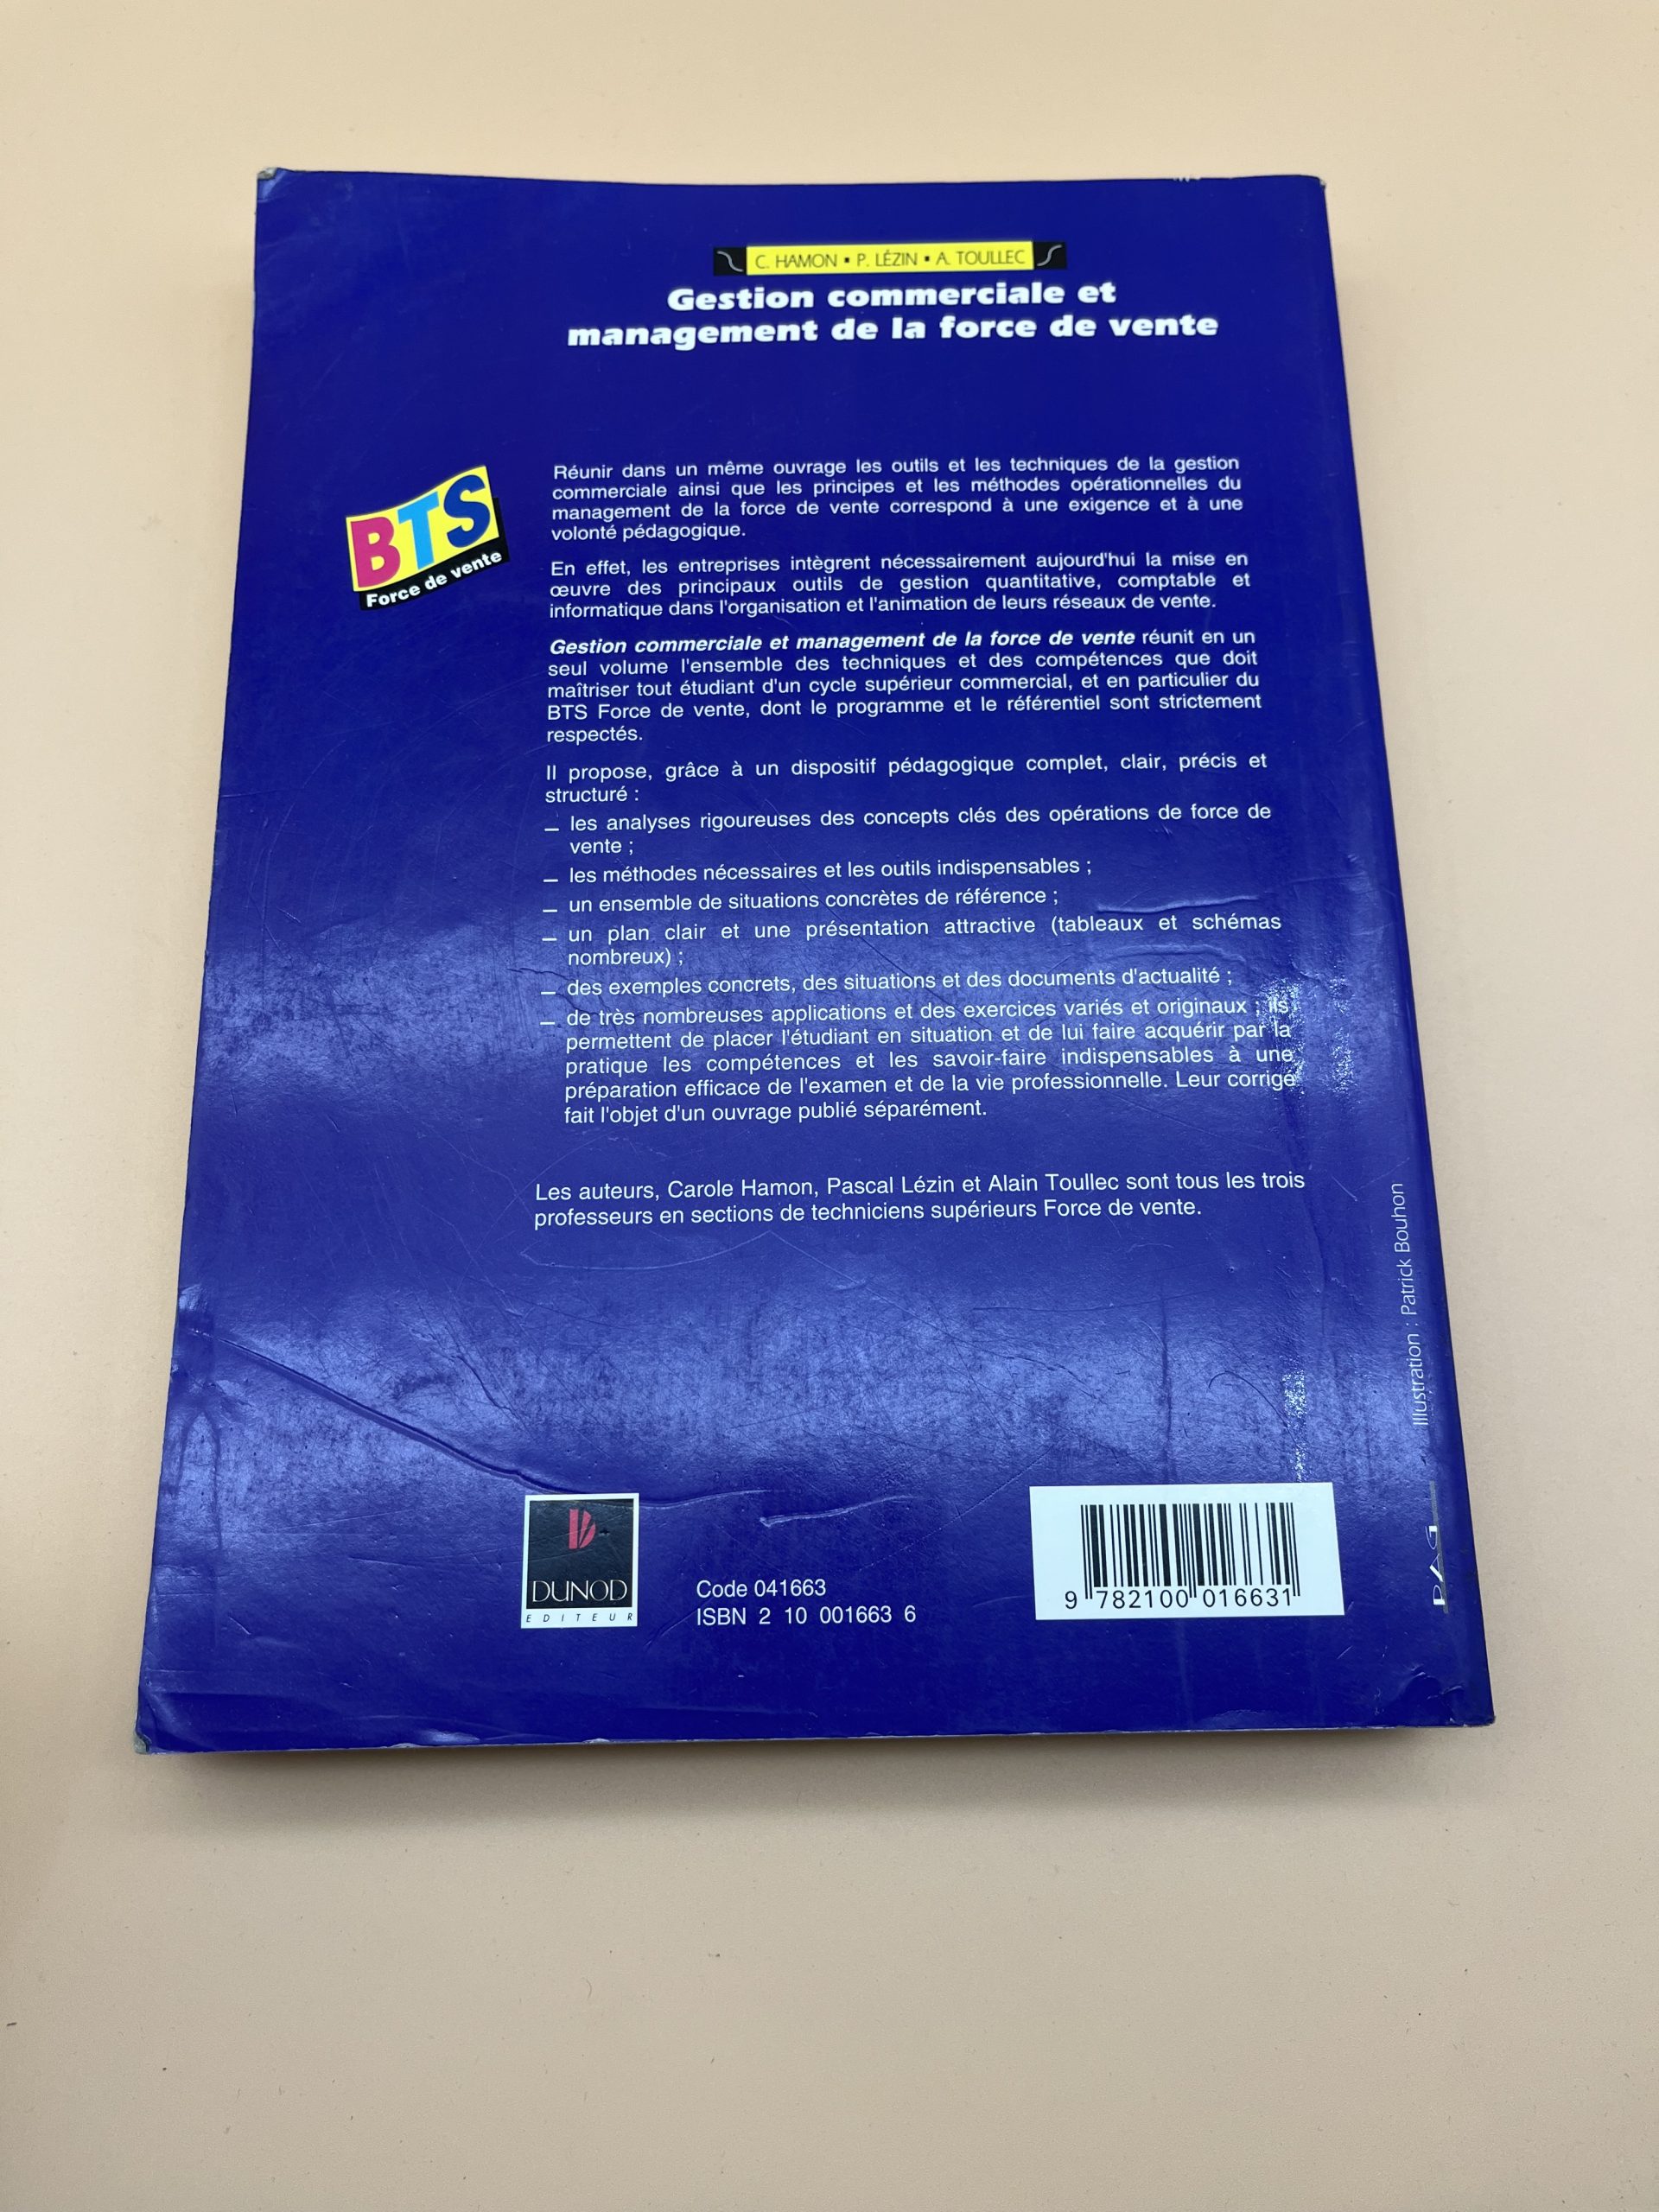 C. HAMON ▪ P. LÉZIN ▪ A. TOULLEC
Gestion commerciale et
management de la force de vente
BTS
Force de vente
Réunir dans un même ouvrage les outils et les techniques de la gestion
commerciale ainsi que les principes et les méthodes opérationnelles du
management de la force de vente correspond à une exigence et à une
volonté pédagogique.
En effet, les entreprises intègrent nécessairement aujourd'hui la mise en
œuvre des principaux outils de gestion quantitative, comptable et
informatique dans l'organisation et l'animation de leurs réseaux de vente.
Gestion commerciale et management de la force de vente réunit en un
seul volume l'ensemble des techniques et des compétences que doit
maîtriser tout étudiant d'un cycle supérieur commercial, et en particulier du
BTS Force de vente, dont le programme et le référentiel sont strictement
respectés.
Il propose, grâce à un dispositif pédagogique complet, clair, précis et
structuré :
– les analyses rigoureuses des concepts clés des opérations de force de
vente ;
– les méthodes nécessaires et les outils indispensables ;
– un ensemble de situations concrètes de référence ;
– un plan clair et une présentation attractive (tableaux et schémas
nombreux) ;
– des exemples concrets, des situations et des documents d'actualité ;
– de très nombreuses applications et des exercices variés et originaux ; ils
permettent de placer l'étudiant en situation et de lui faire acquérir par la
pratique les compétences et les savoir-faire indispensables à une
préparation efficace de l'examen et de la vie professionnelle. Leur corrigé
fait l'objet d'un ouvrage publié séparément.
Les auteurs, Carole Hamon, Pascal Lézin et Alain Toullec sont tous les trois
professeurs en sections de techniciens supérieurs Force de vente.
Illustration : Patrick Bouhon
DUNOD
EDITEUR
Code 041663
ISBN 2 10 001663 6
9 782100 016631